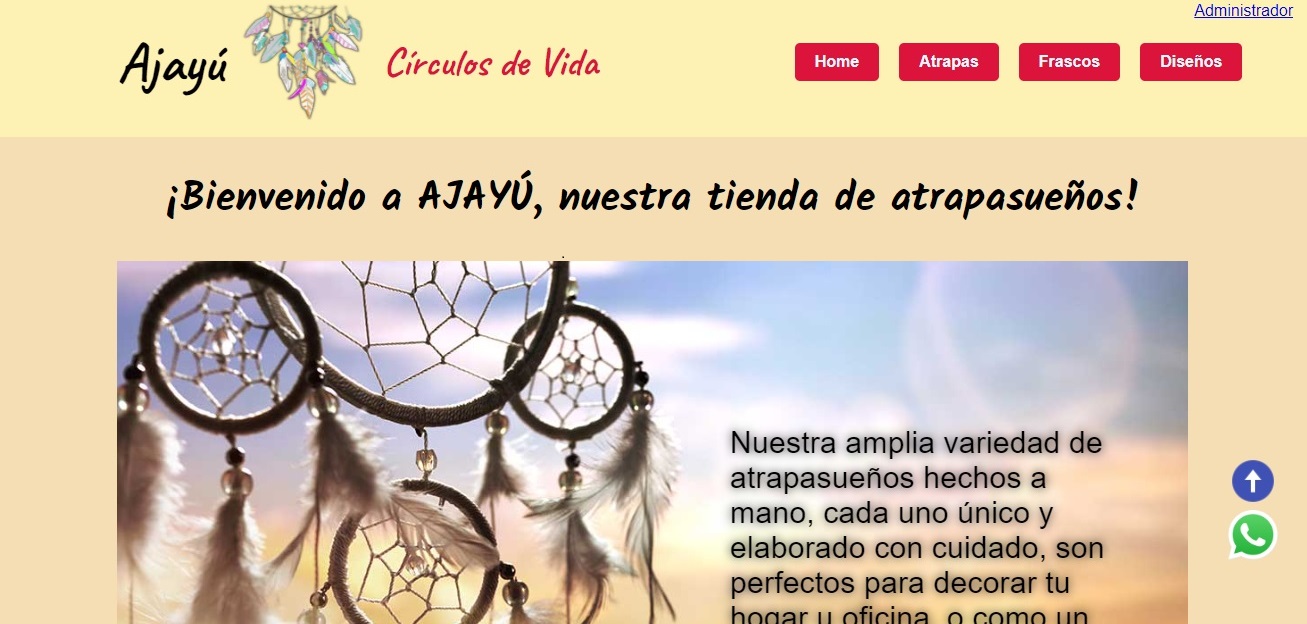 Administrador
Ajayú
Círculos de Vida
Home
Atrapas
Frascos
Diseños
¡Bienvenido a AJAYÚ, nuestra tienda de atrapasueños!
Nuestra amplia variedad de
atrapasueños hechos a
mano, cada uno único y
elaborado con cuidado, son
perfectos para decorar tu
hogar u oficina, o como un